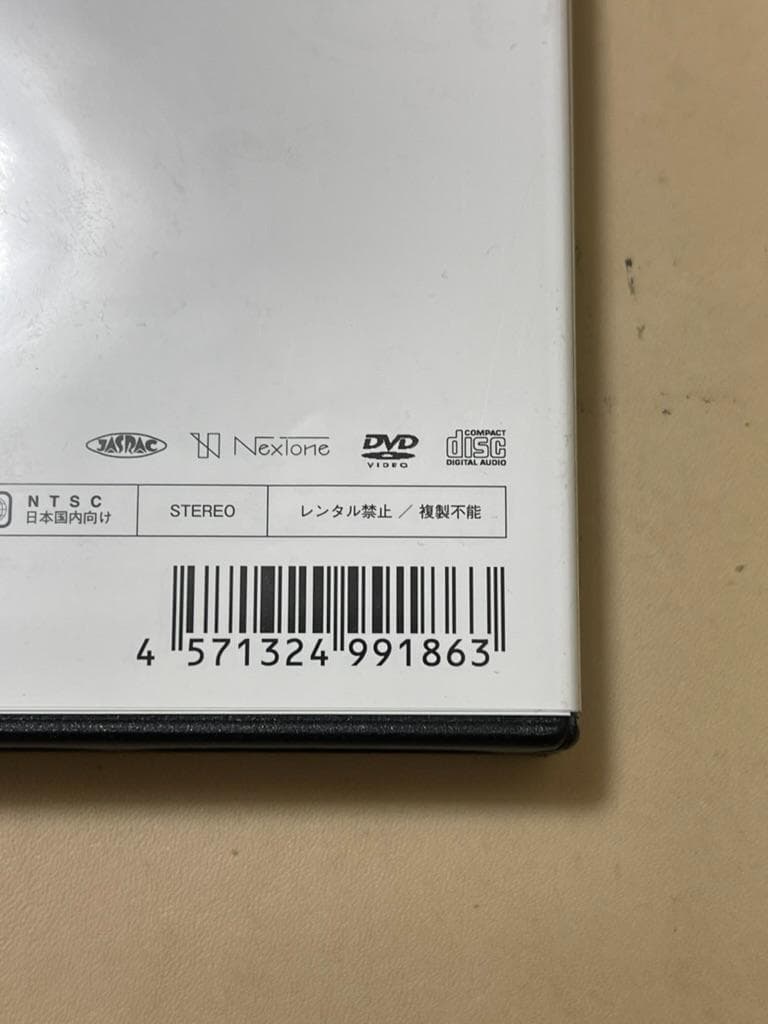 JASRAC NexTone DVD VIDEO COMPACT disc DIGITAL AUDIO
NTSC
日本国内向け
STEREO
レンタル禁止 ／ 複製不能
4 571324 991863